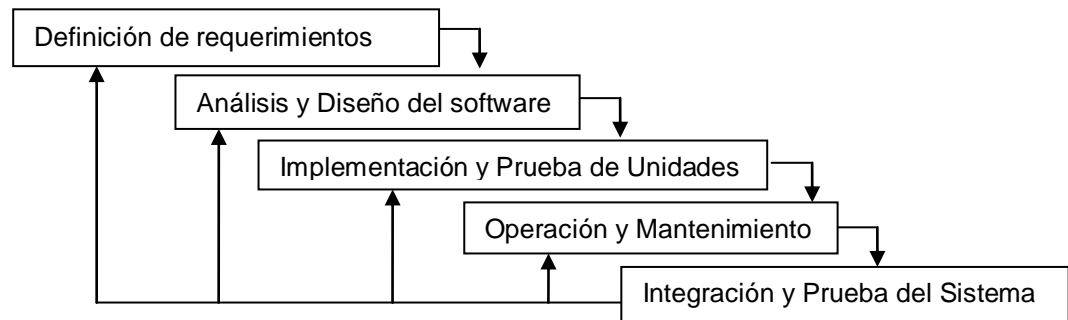 Definición de requerimientos
Análisis y Diseño del software
Implementación y Prueba de Unidades
Operación y Mantenimiento
Integración y Prueba del Sistema